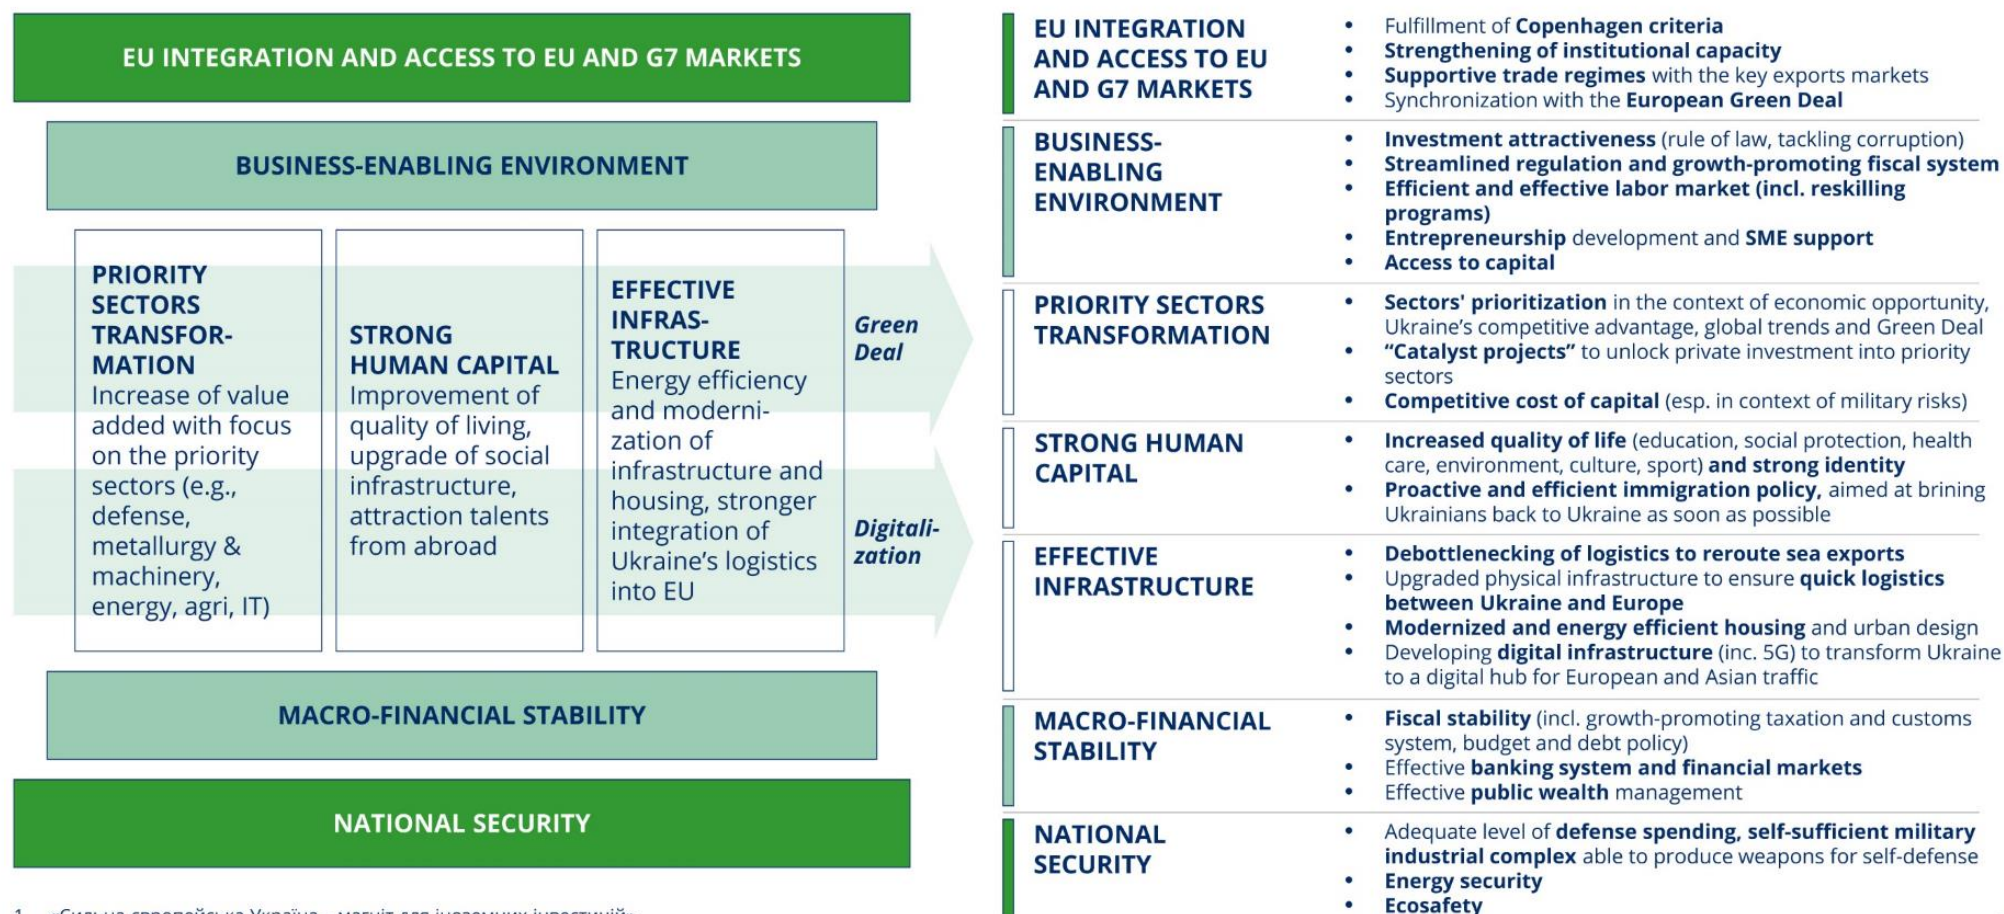 EU INTEGRATION AND ACCESS TO EU AND G7 MARKETS
BUSINESS-ENABLING ENVIRONMENT
PRIORITY
SECTORS
TRANSFOR-
MATION
Increase of value
added with focus
on the priority
sectors (e.g.,
defense,
metallurgy &
machinery,
energy, agri, IT)
STRONG
HUMAN CAPITAL
Improvement of
quality of living,
upgrade of social
infrastructure,
attraction talents
from abroad
EFFECTIVE
INFRAS-
TRUCTURE
Energy efficiency
and moderni-
zation of
infrastructure and
housing, stronger
integration of
Ukraine’s logistics
into EU
Green
Deal
Digitali-
zation
MACRO-FINANCIAL STABILITY
NATIONAL SECURITY
EU INTEGRATION
AND ACCESS TO EU
AND G7 MARKETS
• Fulfillment of Copenhagen criteria
• Strengthening of institutional capacity
• Supportive trade regimes with the key exports markets
• Synchronization with the European Green Deal
BUSINESS-
ENABLING
ENVIRONMENT
• Investment attractiveness (rule of law, tackling corruption)
• Streamlined regulation and growth-promoting fiscal system
• Efficient and effective labor market (incl. reskilling
programs)
• Entrepreneurship development and SME support
• Access to capital
PRIORITY SECTORS
TRANSFORMATION
• Sectors' prioritization in the context of economic opportunity,
Ukraine’s competitive advantage, global trends and Green Deal
• “Catalyst projects” to unlock private investment into priority
sectors
• Competitive cost of capital (esp. in context of military risks)
STRONG HUMAN
CAPITAL
• Increased quality of life (education, social protection, health
care, environment, culture, sport) and strong identity
• Proactive and efficient immigration policy, aimed at brining
Ukrainians back to Ukraine as soon as possible
EFFECTIVE
INFRASTRUCTURE
• Debottlenecking of logistics to reroute sea exports
• Upgraded physical infrastructure to ensure quick logistics
between Ukraine and Europe
• Modernized and energy efficient housing and urban design
• Developing digital infrastructure (inc. 5G) to transform Ukraine
to a digital hub for European and Asian traffic
MACRO-FINANCIAL
STABILITY
• Fiscal stability (incl. growth-promoting taxation and customs
system, budget and debt policy)
• Effective banking system and financial markets
• Effective public wealth management
NATIONAL
SECURITY
• Adequate level of defense spending, self-sufficient military
industrial complex able to produce weapons for self-defense
• Energy security
• Ecosafety
1. «Сильна європейська Україна – магніт для іноземних інвестицій»